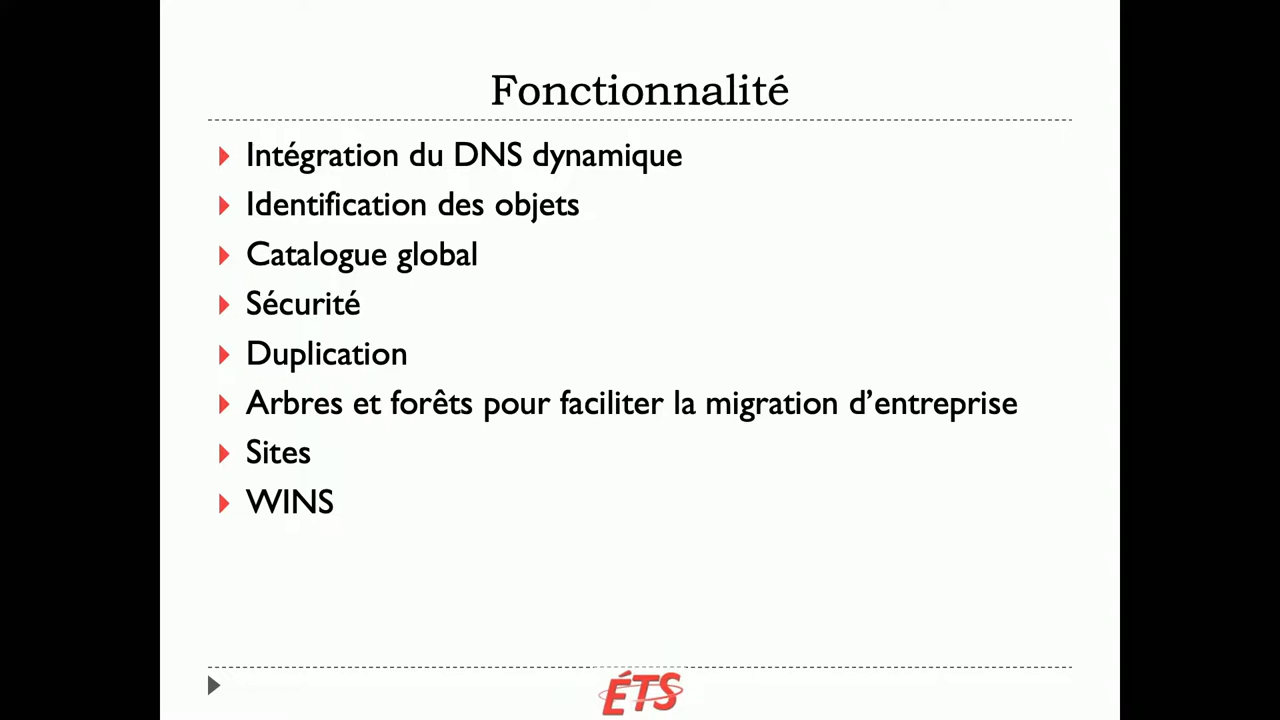 Fonctionnalité
Intégration du DNS dynamique
Identification des objets
Catalogue global
Sécurité
Duplication
Arbres et forêts pour faciliter la migration d’entreprise
Sites
WINS
ÉTS